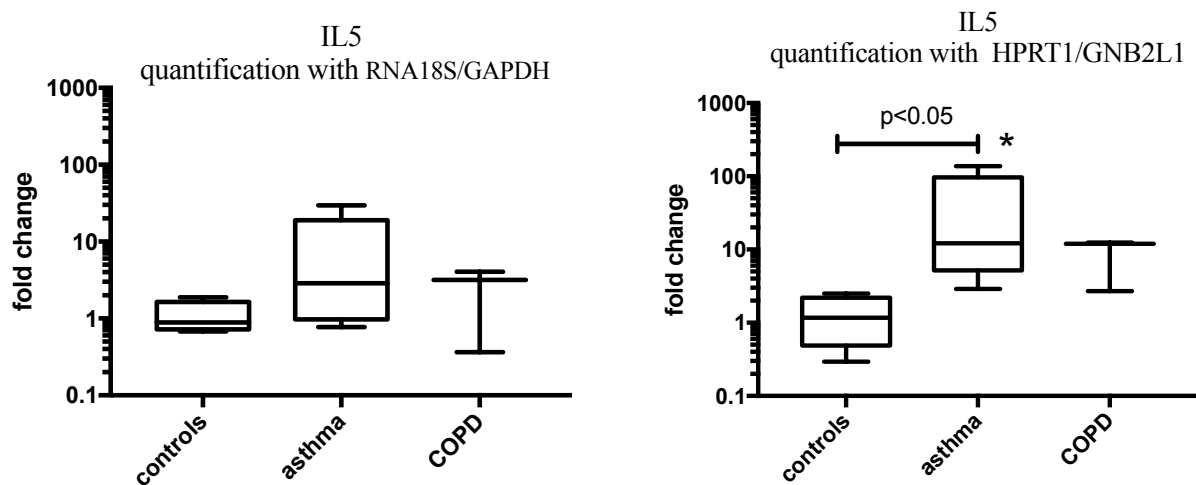 IL5
quantification with RNA18S/GAPDH
1000
100
10
1
0.1
fold change
controls
asthma
COPD
IL5
quantification with HPRT1/GNB2L1
1000
100
10
1
0.1
fold change
p<0.05
*
controls
asthma
COPD